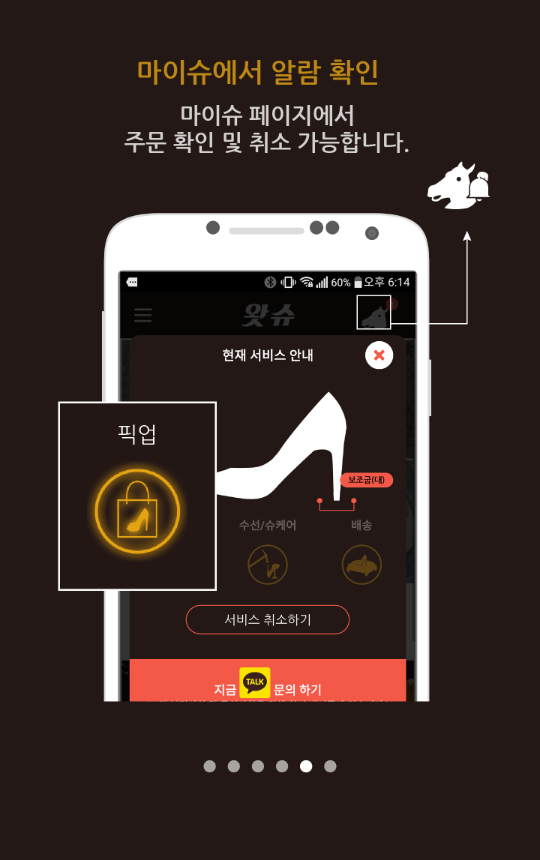 마이슈에서 알람 확인
마이슈 페이지에서
주문 확인 및 취소 가능합니다.
60% 오후 6:14
왓슈
현재 서비스 안내
픽업
보조굽(대)
수선/슈케어 배송
서비스 취소하기
지금 TALK 문의 하기